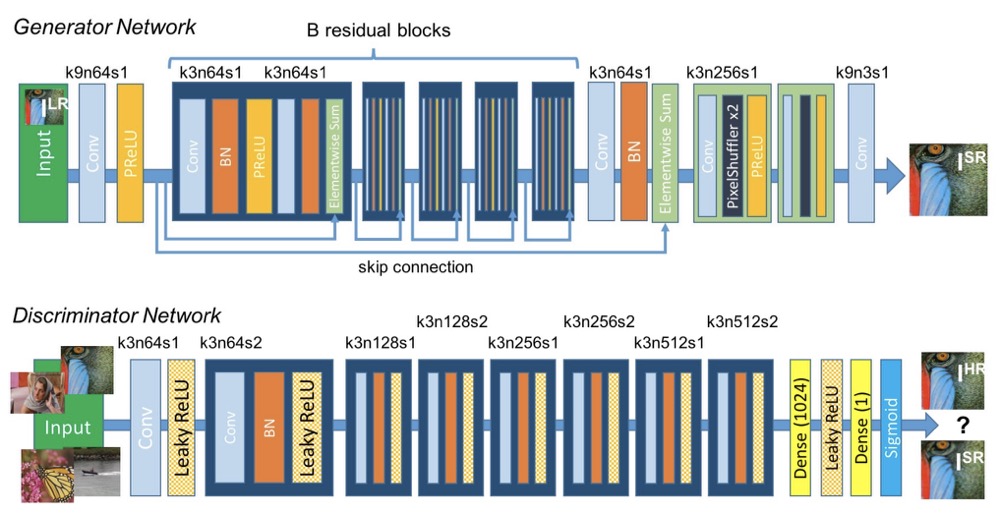 Generator Network
B residual blocks
k9n64s1
k3n64s1
k3n64s1
k3n64s1
k3n256s1
k9n3s1
I LR
Input
Conv
PReLU
Conv
BN
PReLU
Elementwise Sum
Conv
BN
Elementwise Sum
Conv
PixelShuffler x2
PReLU
Conv
I SR
skip connection
Discriminator Network
k3n128s2
k3n256s2
k3n512s2
k3n64s1
k3n64s2
k3n128s1
k3n256s1
k3n512s1
Input
Conv
Leaky ReLU
Conv
BN
Leaky ReLU
Dense (1024)
Leaky ReLU
Dense (1)
Sigmoid
I HR
?
I SR